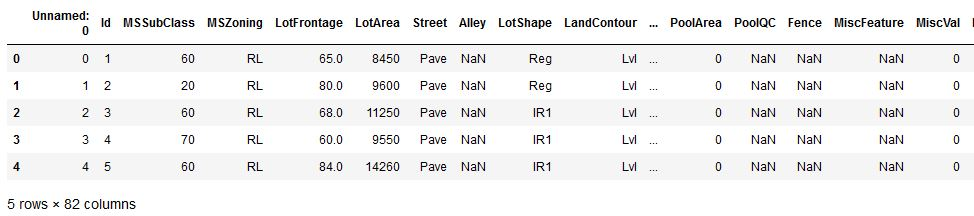 Unnamed: 0 Id MSSubClass MSZoning LotFrontage LotArea Street Alley LotShape LandContour ... PoolArea PoolQC Fence MiscFeature MiscVal
0 0 1 60 RL 65.0 8450 Pave NaN Reg Lvl ... 0 NaN NaN NaN 0
1 1 2 20 RL 80.0 9600 Pave NaN Reg Lvl ... 0 NaN NaN NaN 0
2 2 3 60 RL 68.0 11250 Pave NaN IR1 Lvl ... 0 NaN NaN NaN 0
3 3 4 70 RL 60.0 9550 Pave NaN IR1 Lvl ... 0 NaN NaN NaN 0
4 4 5 60 RL 84.0 14260 Pave NaN IR1 Lvl ... 0 NaN NaN NaN 0
5 rows × 82 columns